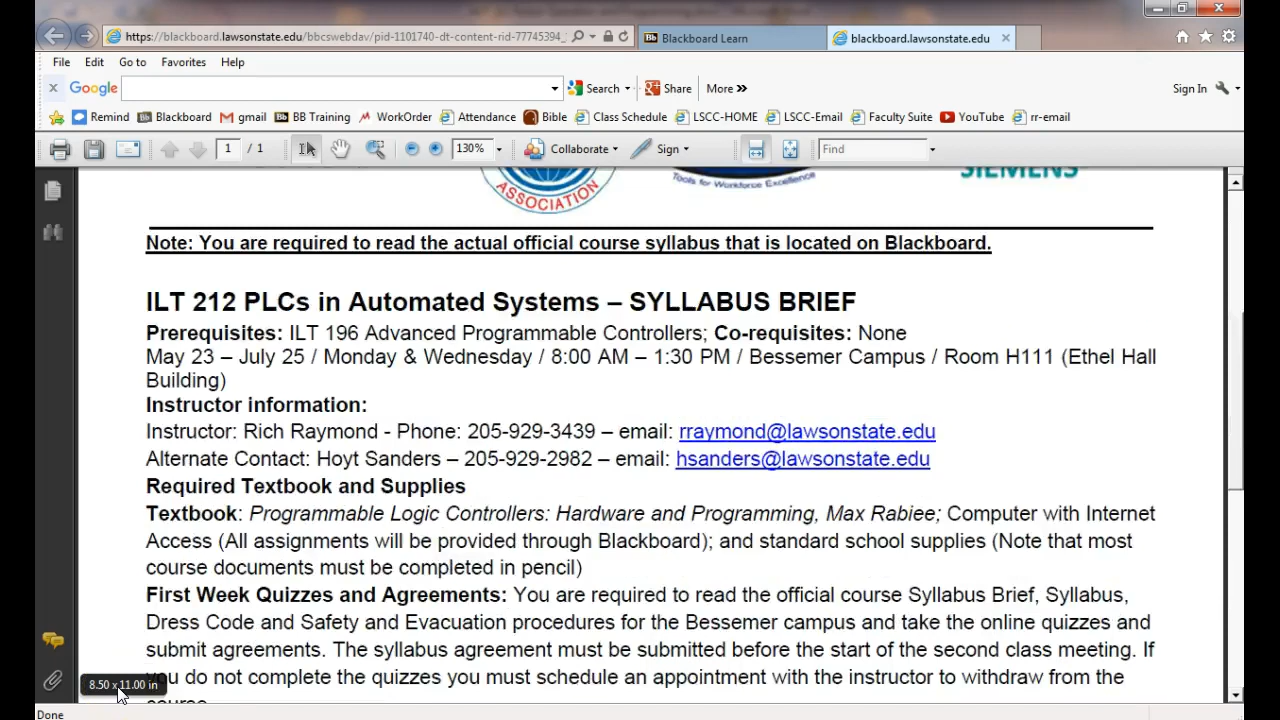 https://blackboard.lawsonstate.edu/bbcswebdav/pid-1101740-dt-content-rid-77745394_
Blackboard Learn
blackboard.lawsonstate.edu
File Edit Go to Favorites Help
x Google Search Share More » Sign In
Remind Blackboard gmail BB Training WorkOrder Attendance Bible Class Schedule LSCC-HOME LSCC-Email Faculty Suite YouTube rr-email
1 / 1 130% Collaborate Sign Find
ASSOCIATION
Tools for Workforce Excellence
SIEMENS
Note: You are required to read the actual official course syllabus that is located on Blackboard.
ILT 212 PLCs in Automated Systems – SYLLABUS BRIEF
Prerequisites: ILT 196 Advanced Programmable Controllers; Co-requisites: None
May 23 – July 25 / Monday & Wednesday / 8:00 AM – 1:30 PM / Bessemer Campus / Room H111 (Ethel Hall
Building)
Instructor information:
Instructor: Rich Raymond - Phone: 205-929-3439 – email: rraymond@lawsonstate.edu
Alternate Contact: Hoyt Sanders – 205-929-2982 – email: hsanders@lawsonstate.edu
Required Textbook and Supplies
Textbook: Programmable Logic Controllers: Hardware and Programming, Max Rabiee; Computer with Internet
Access (All assignments will be provided through Blackboard); and standard school supplies (Note that most
course documents must be completed in pencil)
First Week Quizzes and Agreements: You are required to read the official course Syllabus Brief, Syllabus,
Dress Code and Safety and Evacuation procedures for the Bessemer campus and take the online quizzes and
submit agreements. The syllabus agreement must be submitted before the start of the second class meeting. If
you do not complete the quizzes you must schedule an appointment with the instructor to withdraw from the
course
8.50 x 11.00 in
Done